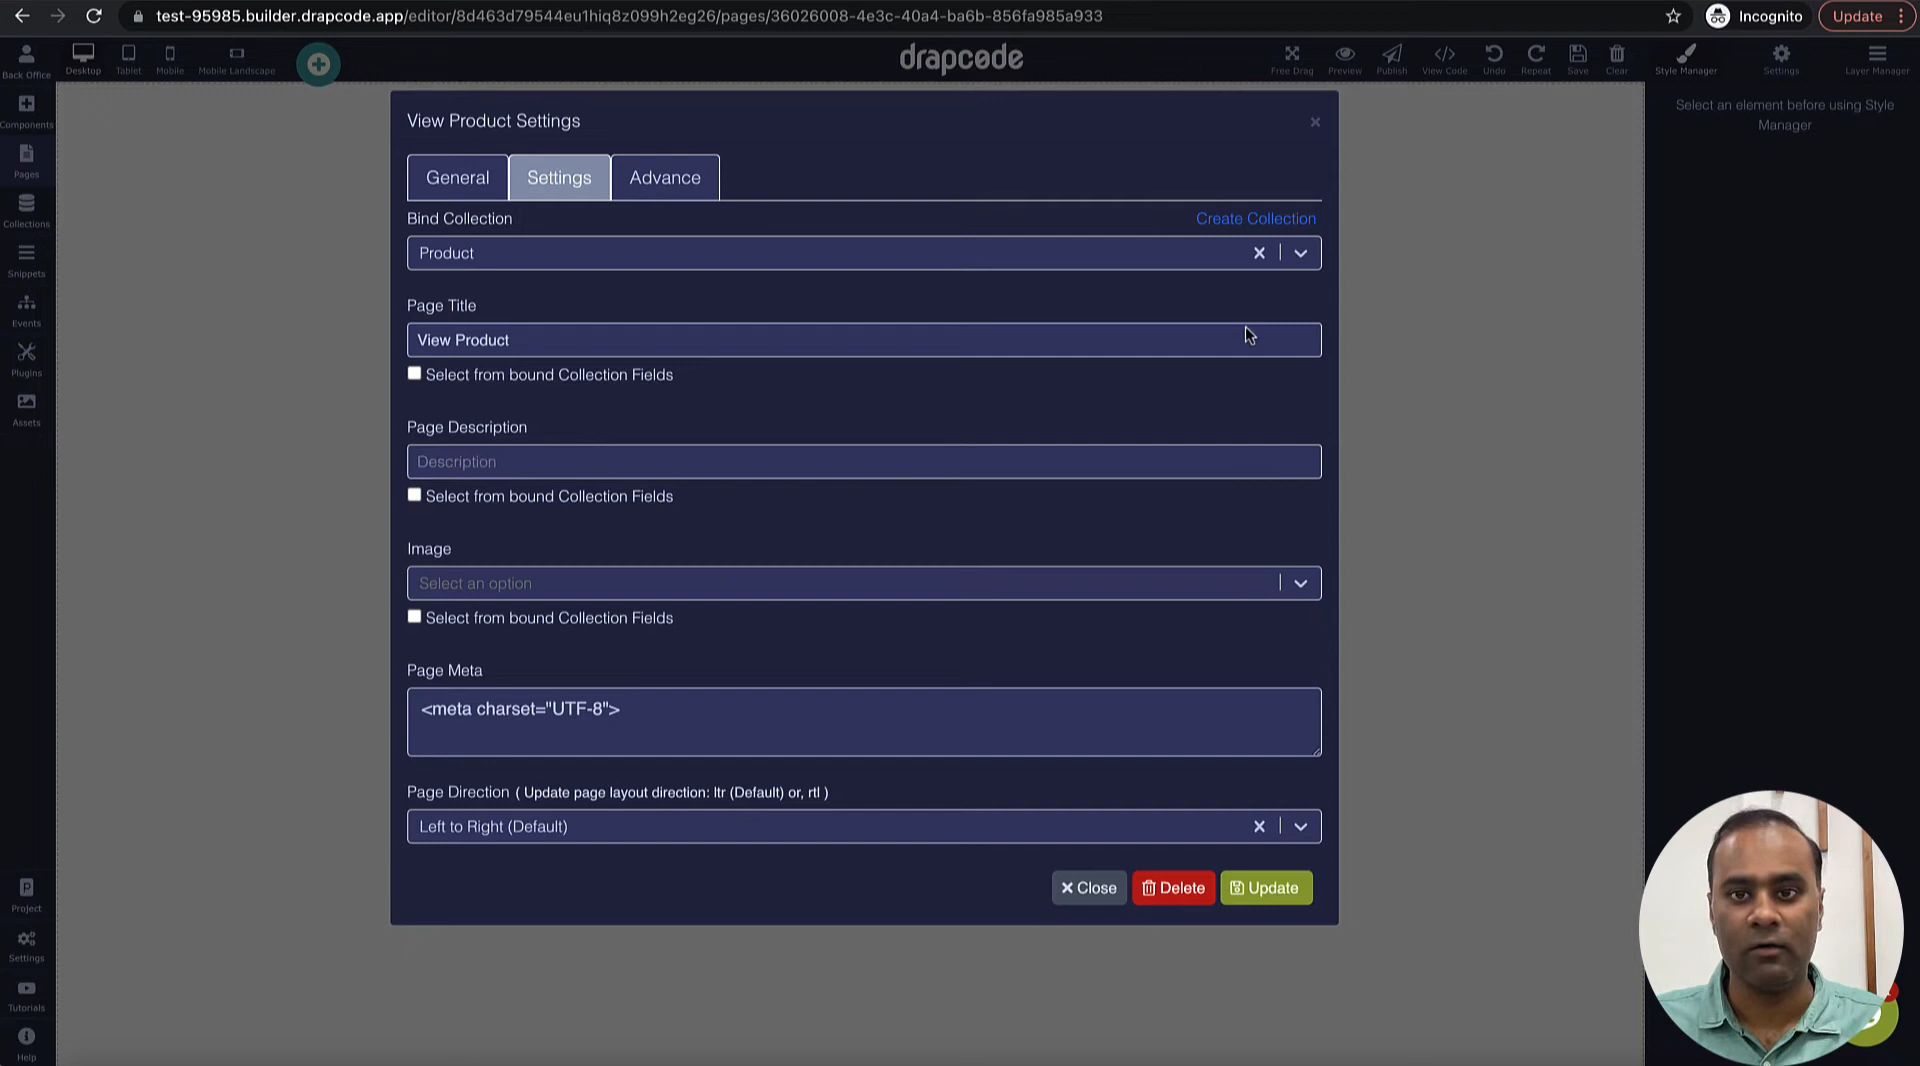 test-95985.builder.drapcode.app/editor/8d463d79544eu1hiq8z099h2eg26/pages/36026008-4e3c-40a4-ba6b-856fa985a933
Incognito
Update
Back Office
Desktop
Tablet
Mobile
Mobile Landscape
drapcode
Free Drag
Preview
Publish
View Code
Undo
Repeat
Save
Clear
Style Manager
Settings
Layer Manager
Components
Pages
Collections
Snippets
Events
Plugins
Assets
Project
Settings
Tutorials
Help
View Product Settings
×
General
Settings
Advance
Bind Collection
Create Collection
Product
Page Title
View Product
Select from bound Collection Fields
Page Description
Description
Select from bound Collection Fields
Image
Select an option
Select from bound Collection Fields
Page Meta
<meta charset="UTF-8">
Page Direction ( Update page layout direction: ltr (Default) or, rtl )
Left to Right (Default)
Close
Delete
Update
Select an element before using Style
Manager